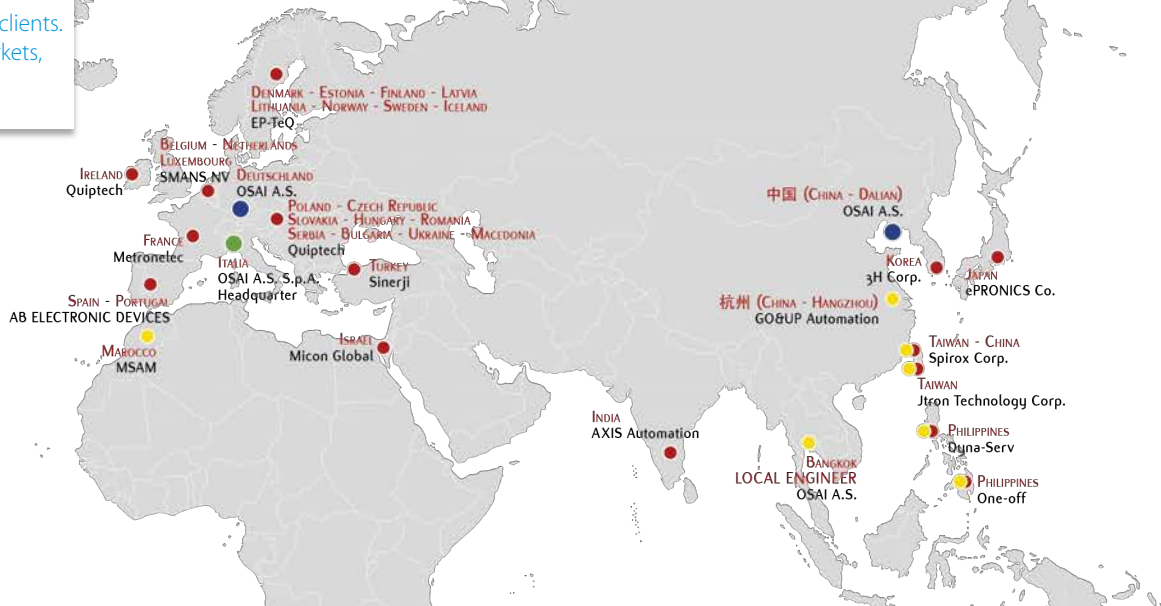 clients.
kets,
Denmark - Estonia - Finland - Latvia
Lithuania - Norway - Sweden - Iceland
EP-TeQ
Belgium - Netherlands
Luxembourg
SMANS NV
Ireland
Quiptech
Deutschland
OSAI A.S.
Poland - Czech Republic
Slovakia - Hungary - Romania
Serbia - Bulgaria - Ukraine - Macedonia
Quiptech
France
Metronelec
Italia
OSAI A.S. S.p.A.
Headquarter
Turkey
Sinerji
Spain - Portugal
AB ELECTRONIC DEVICES
Marocco
MSAM
Israel
Micon Global
India
AXIS Automation
中国 (China - Dalian)
OSAI A.S.
Korea
3H Corp.
Japan
ePRONICS Co.
杭州 (China - Hangzhou)
GO&UP Automation
Taiwan - China
Spirox Corp.
Taiwan
Jtron Technology Corp.
Philippines
Dyna-Serv
Bangkok
LOCAL ENGINEER
OSAI A.S.
Philippines
One-off